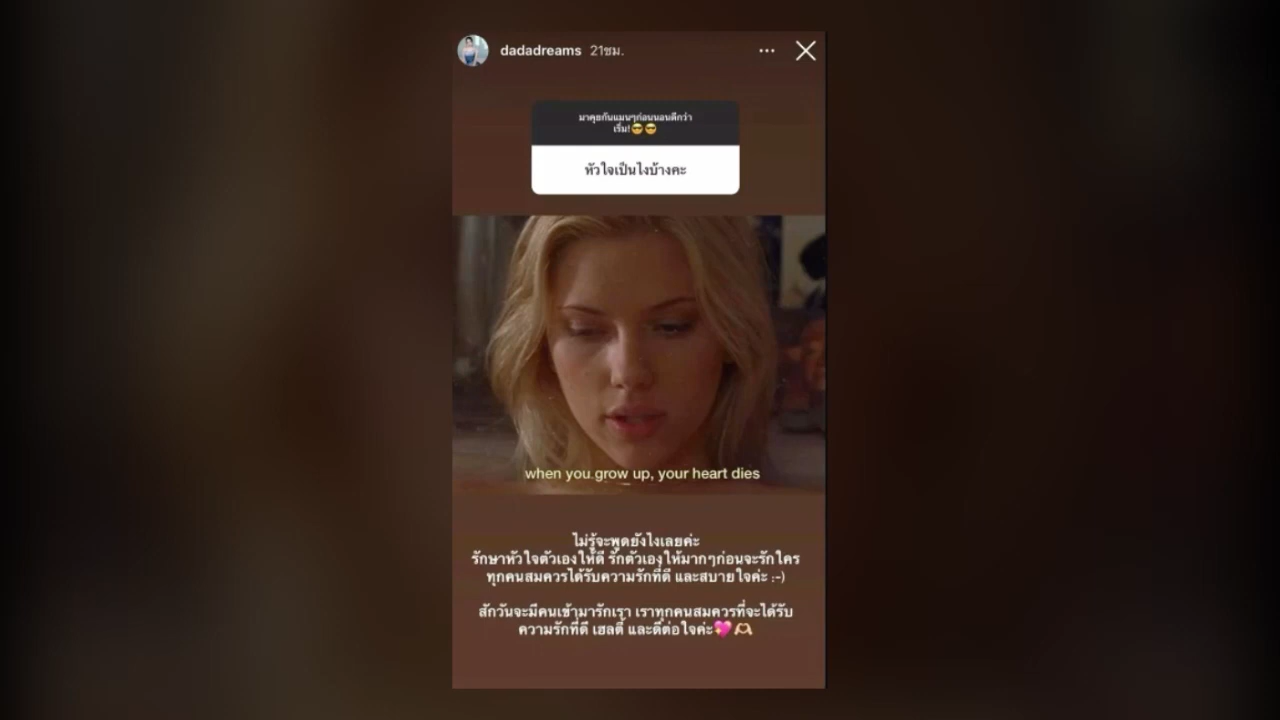 dadadreams 21ชม.
มาคุยกันแมนๆก่อนนอนดีกว่า
เริ่ม!😎😎
หัวใจเป็นไงบ้างคะ
when you grow up, your heart dies
ไม่รู้จะพูดยังไงเลยค่ะ
รักษาหัวใจตัวเองให้ดี รักตัวเองให้มากๆก่อนจะรักใคร
ทุกคนสมควรได้รับความรักที่ดี และสบายใจค่ะ :-)
สักวันจะมีคนเข้ามารักเรา เราทุกคนสมควรที่จะได้รับ
ความรักที่ดี เฮลตี้ และดีต่อใจค่ะ💖🫶